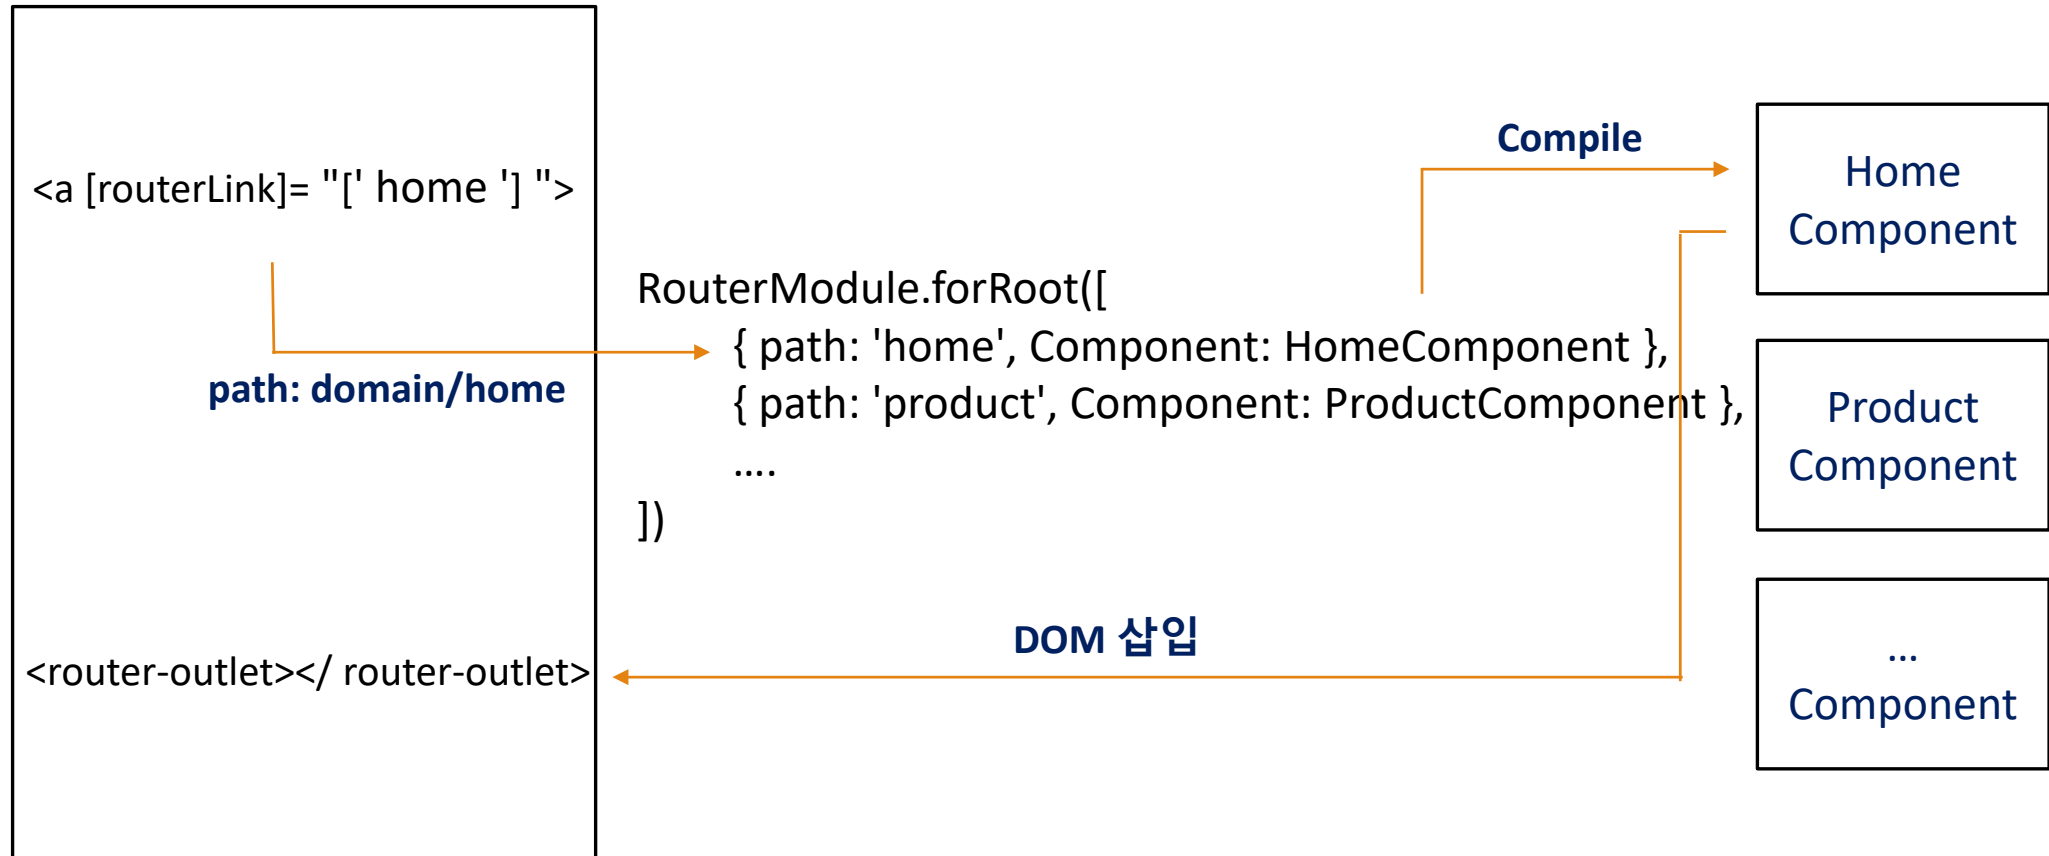 <a [routerLink]= "[' home '] ">
path: domain/home
<router-outlet></ router-outlet>
RouterModule.forRoot([
{ path: 'home', Component: HomeComponent },
{ path: 'product', Component: ProductComponent },
....
])
Compile
DOM 삽입
Home
Component
Product
Component
...
Component